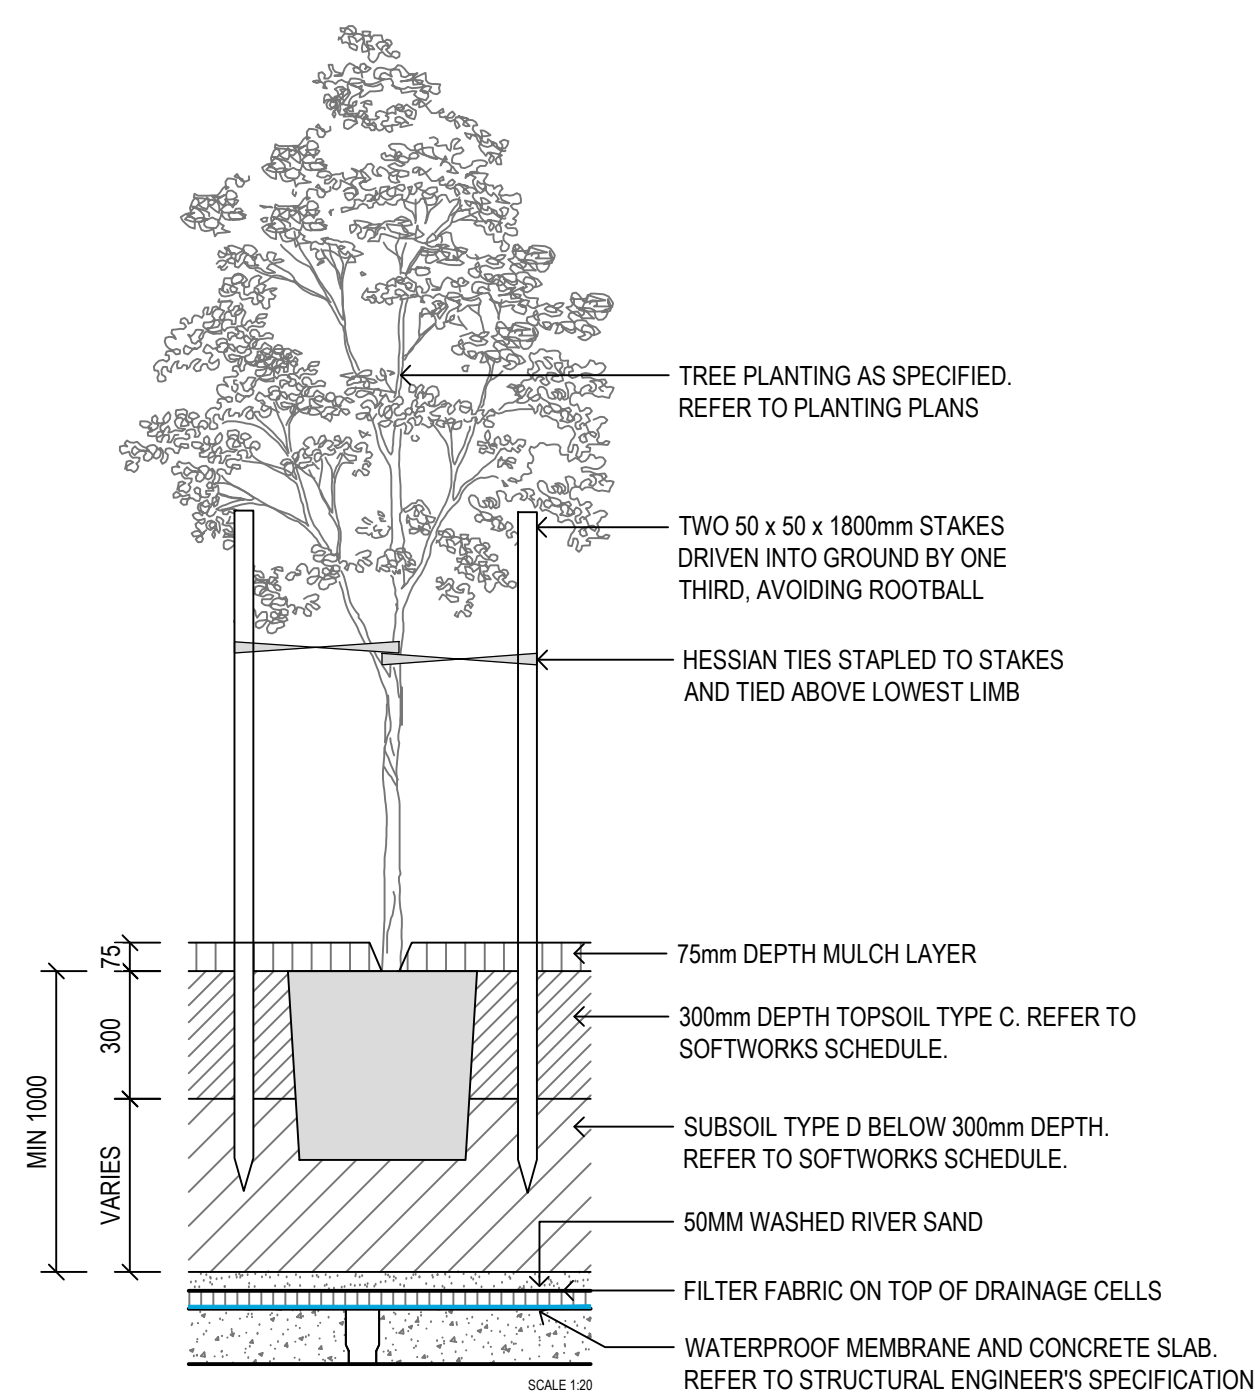 TREE PLANTING AS SPECIFIED.
REFER TO PLANTING PLANS
TWO 50 x 50 x 1800mm STAKES
DRIVEN INTO GROUND BY ONE
THIRD, AVOIDING ROOTBALL
HESSIAN TIES STAPLED TO STAKES
AND TIED ABOVE LOWEST LIMB
75
75mm DEPTH MULCH LAYER
300
300mm DEPTH TOPSOIL TYPE C. REFER TO
SOFTWORKS SCHEDULE.
MIN 1000
VARIES
SUBSOIL TYPE D BELOW 300mm DEPTH.
REFER TO SOFTWORKS SCHEDULE.
50MM WASHED RIVER SAND
FILTER FABRIC ON TOP OF DRAINAGE CELLS
WATERPROOF MEMBRANE AND CONCRETE SLAB.
REFER TO STRUCTURAL ENGINEER'S SPECIFICATION
SCALE 1:20